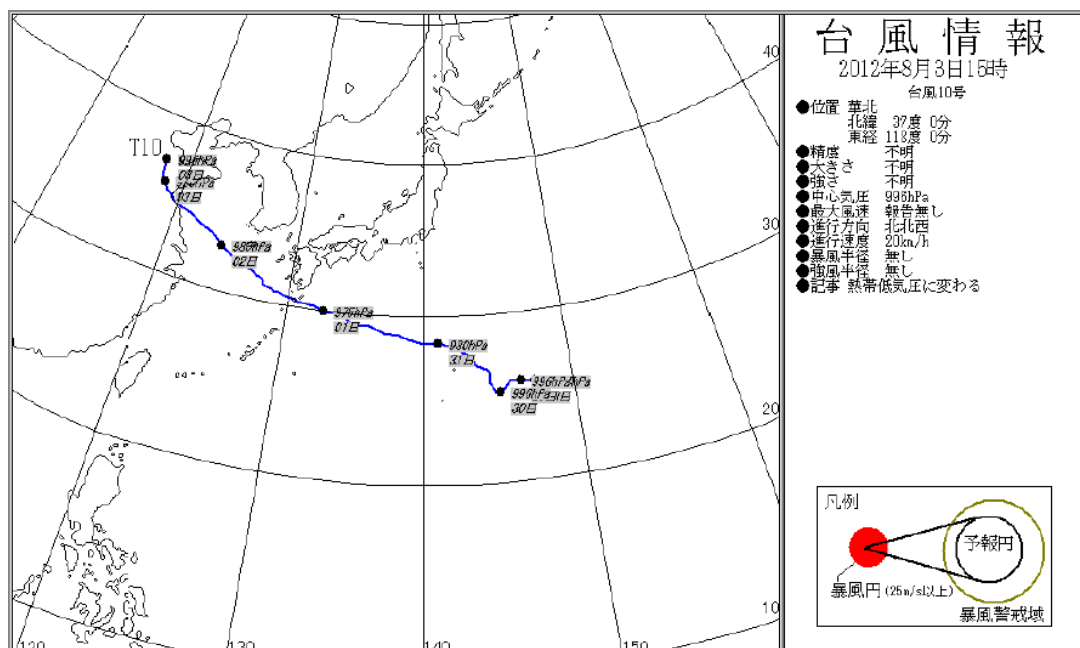 台風情報
2012年8月3日15時
台風10号
●位置 華北
北緯 37度 0分
東経 118度 0分
●精度 不明
●大きさ 不明
●強さ 不明
●中心気圧 996hPa
●最大風速 報告無し
●進行方向 北北西
●進行速度 20km/h
●暴風半径 無し
●強風半径 無し
●記事 熱帯低気圧に変わる
40
30
20
10
120
130
140
150
T10
03日
980hPa
02日
975hPa
01日
980hPa
31日
996hPa
996hPa
30日
凡例
予報円
暴風円(25m/s以上)
暴風警戒域